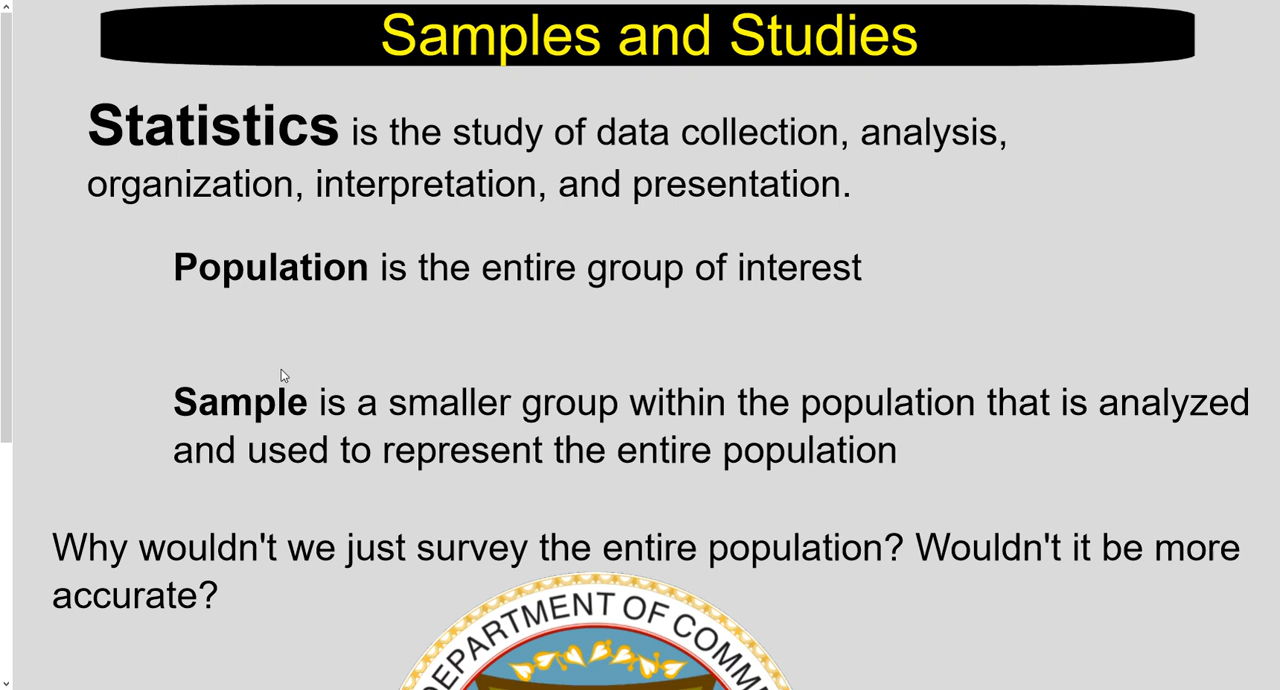 Samples and Studies
Statistics is the study of data collection, analysis,
organization, interpretation, and presentation.
Population is the entire group of interest
Sample is a smaller group within the population that is analyzed
and used to represent the entire population
Why wouldn't we just survey the entire population? Wouldn't it be more
accurate?
DEPARTMENT OF COMM